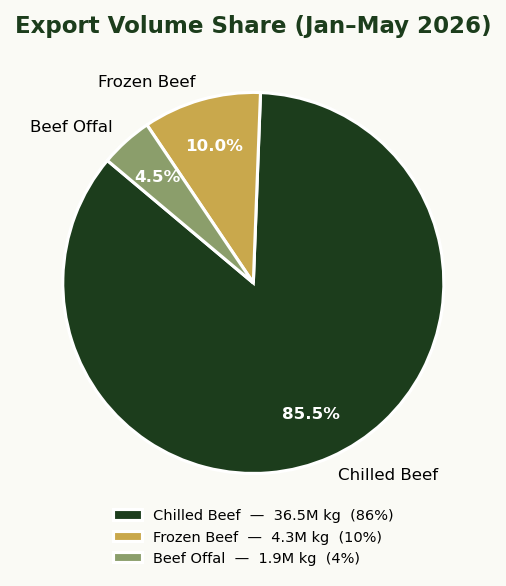 Export Volume Share (Jan–May 2026)
Frozen Beef
Beef Offal
10.0%
4.5%
85.5%
Chilled Beef
Chilled Beef — 36.5M kg (86%)
Frozen Beef — 4.3M kg (10%)
Beef Offal — 1.9M kg (4%)